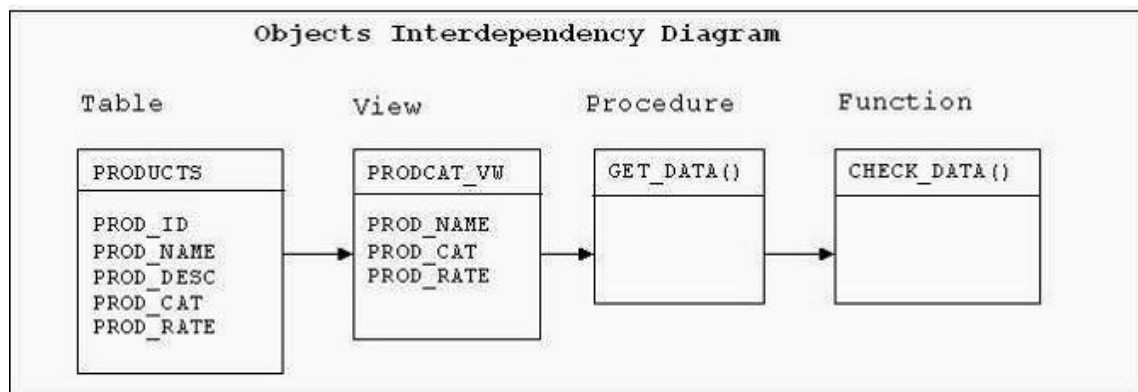 Objects Interdependency Diagram
Table
View
Procedure
Function
PRODUCTS
PROD_ID
PROD_NAME
PROD_DESC
PROD_CAT
PROD_RATE
PRODCAT_VW
PROD_NAME
PROD_CAT
PROD_RATE
GET_DATA()
CHECK_DATA()